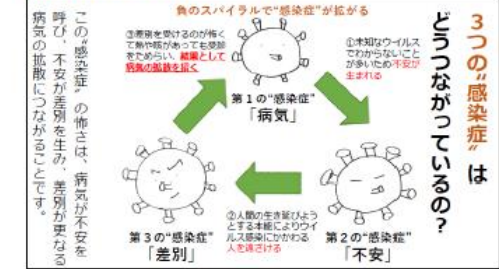 ３つの”感染症”は
どうつながっているの？
負のスパイラルで”感染症”が拡がる
①未知なウイルス
でわからないこと
が多いため不安が
生まれる
第１の”感染症”
「病気」
②人間の生き延びよう
とする本能によりウイ
ルス感染にかかわる
人を遠ざける
第２の”感染症”
「不安」
③差別を受けるのが怖く
て熱や咳があっても受診
をためらい、結果として
病気の拡散を招く
第３の”感染症”
「差別」
この”感染症”の怖さは、病気が不安を
呼び、不安が差別を生み、差別が更なる
病気の拡散につながることです。